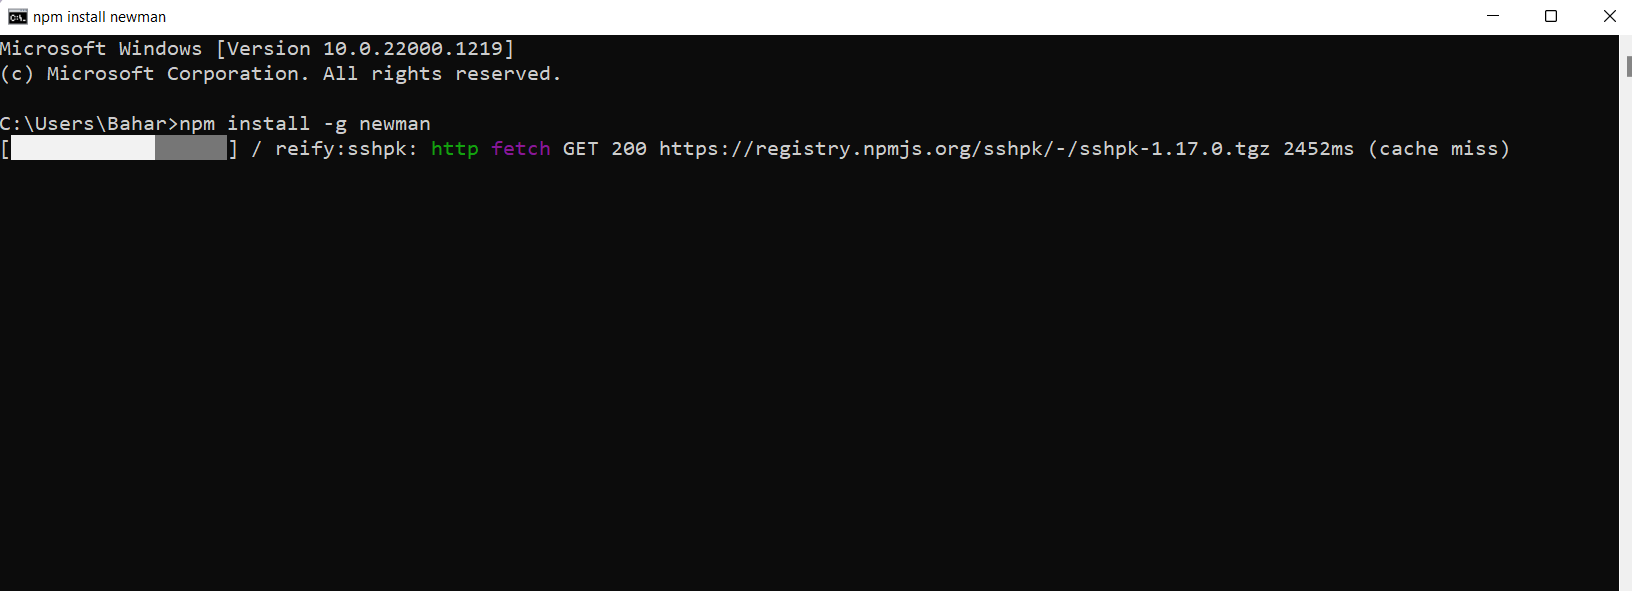 npm install newman
Microsoft Windows [Version 10.0.22000.1219]
(c) Microsoft Corporation. All rights reserved.
C:\Users\Bahar>npm install -g newman
[ ] / reify:sshpk: http fetch GET 200 https://registry.npmjs.org/sshpk/-/sshpk-1.17.0.tgz 2452ms (cache miss)